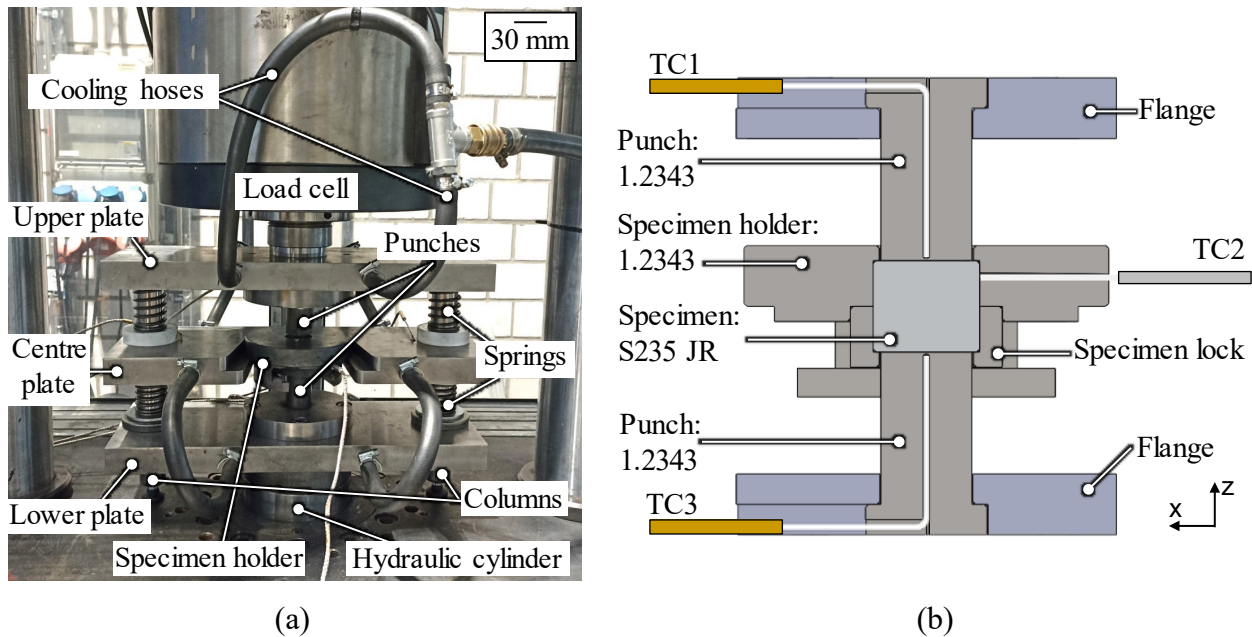 30 mm
Cooling hoses
Load cell
Upper plate
Punches
Centre
plate
Springs
Lower plate
Columns
Specimen holder
Hydraulic cylinder
(a)
TC1
Flange
Punch:
1.2343
Specimen holder:
1.2343
TC2
Specimen:
S235 JR
Specimen lock
Punch:
1.2343
Flange
TC3
z
x
(b)